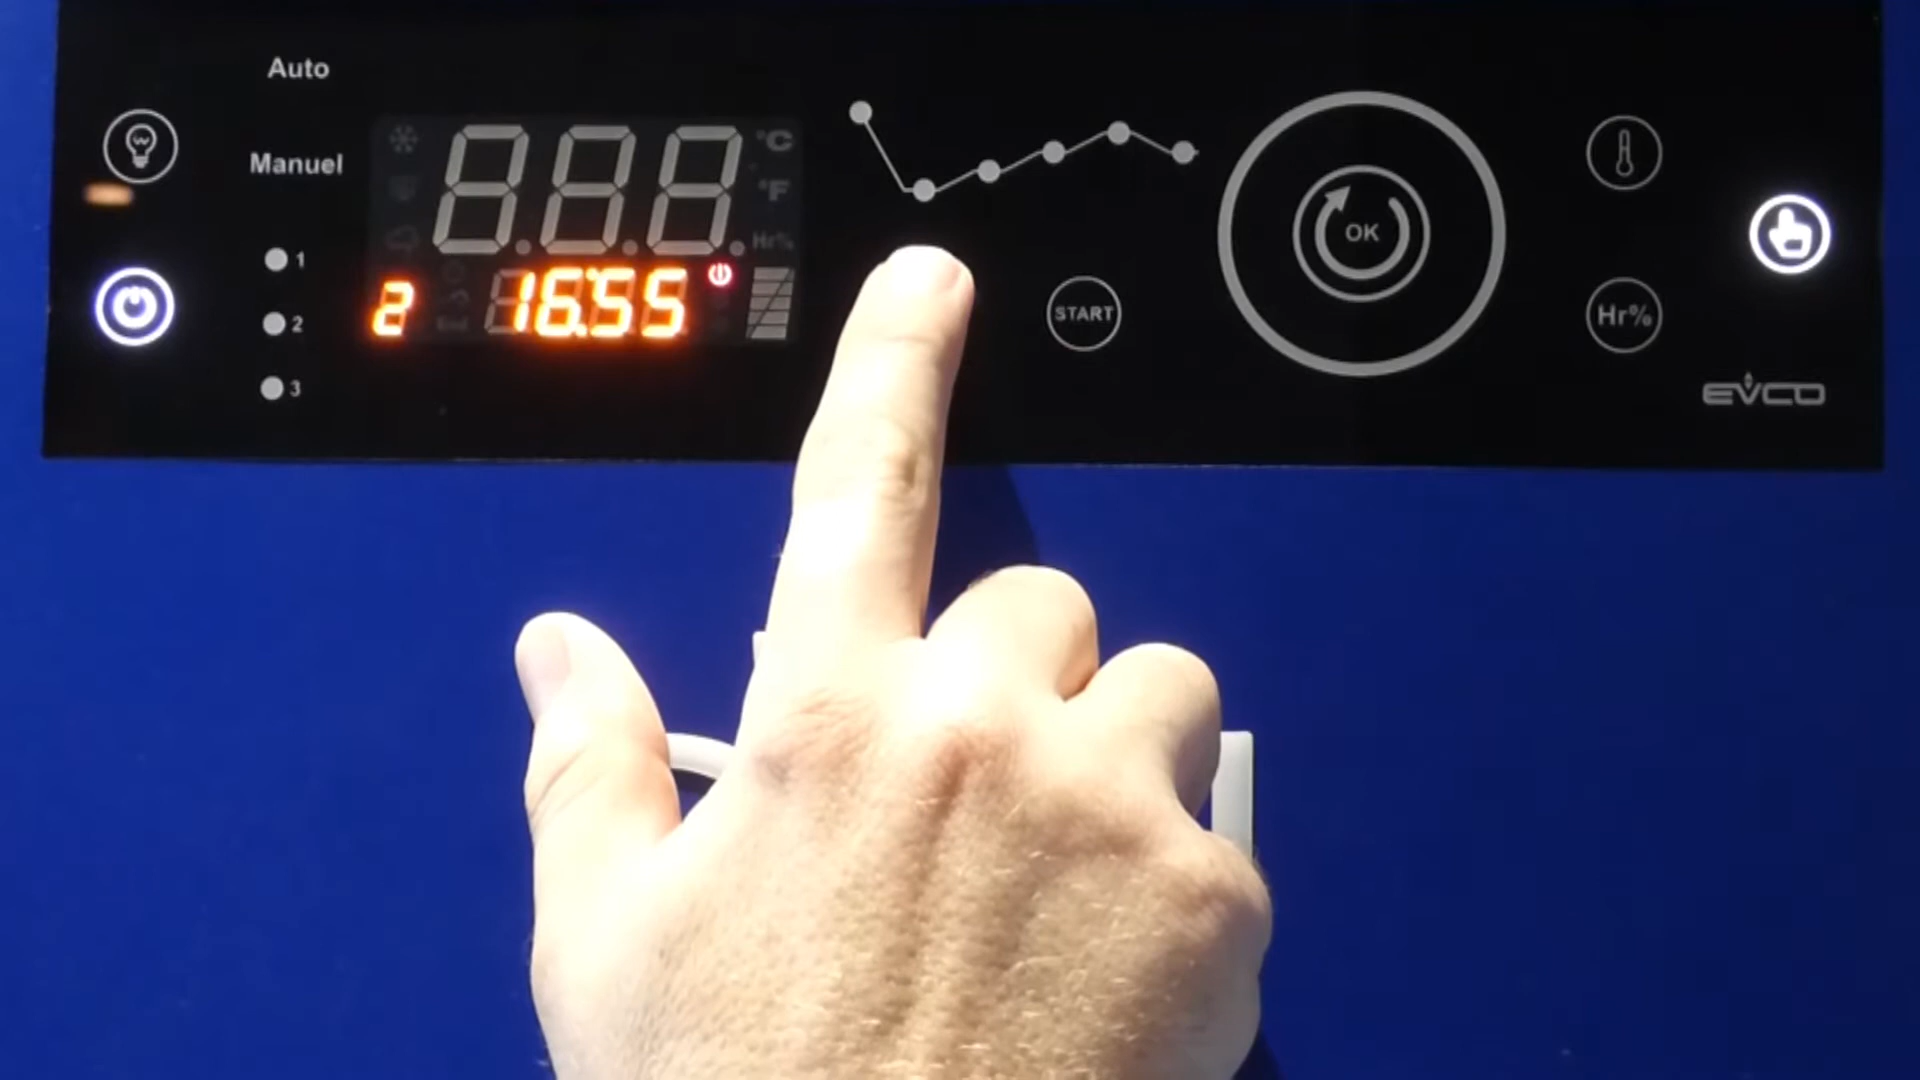 Auto
Manuel
1
2
3
°C
°F
Hr%
2 16:55
START
OK
Hr%
EVCO